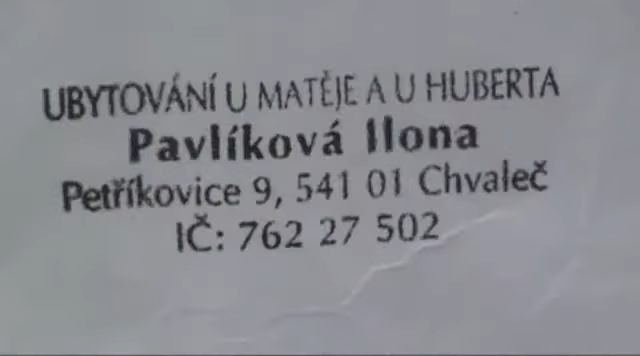 UBYTOVÁNÍ U MATĚJE A U HUBERTA
Pavlíková Ilona
Petříkovice 9, 541 01 Chvaleč
IČ: 762 27 502